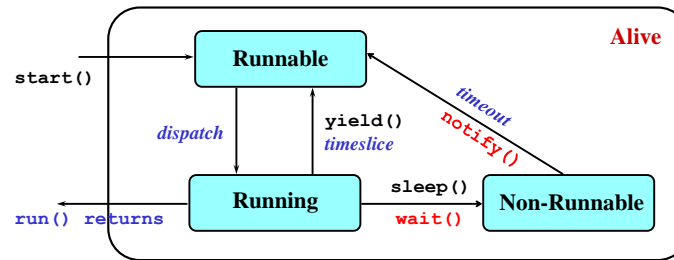 Alive
Runnable
start()
timeout
notify()
dispatch
yield()
timeslice
sleep()
Running
Non-Runnable
run() returns
wait()